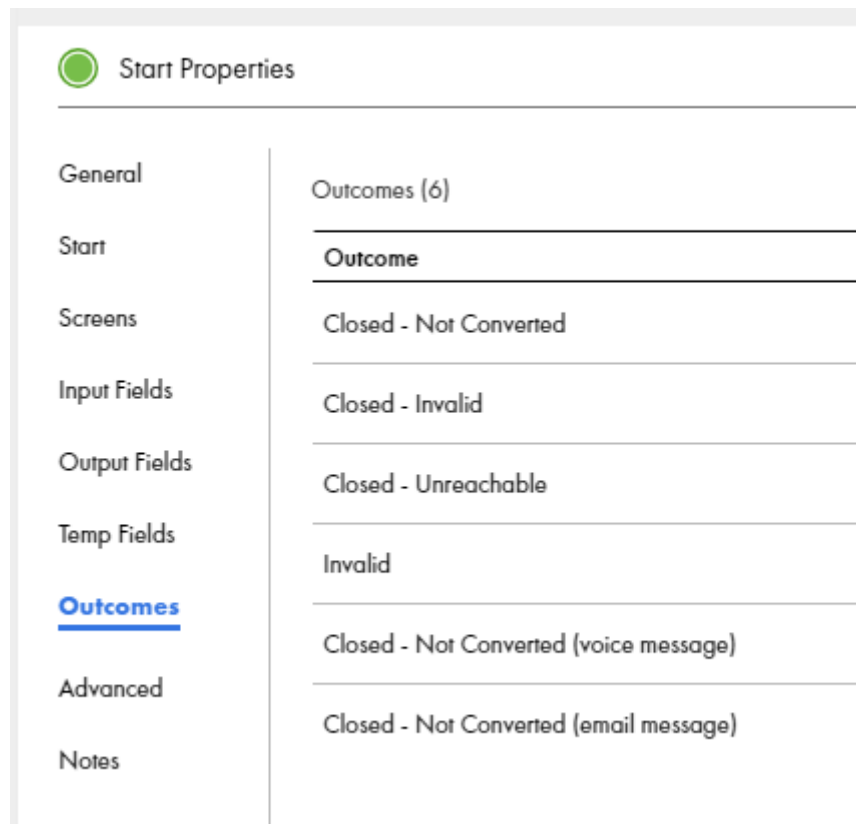 Start Properties
General
Start
Screens
Input Fields
Output Fields
Temp Fields
Outcomes
Advanced
Notes
Outcomes (6)
Outcome
Closed - Not Converted
Closed - Invalid
Closed - Unreachable
Invalid
Closed - Not Converted (voice message)
Closed - Not Converted (email message)